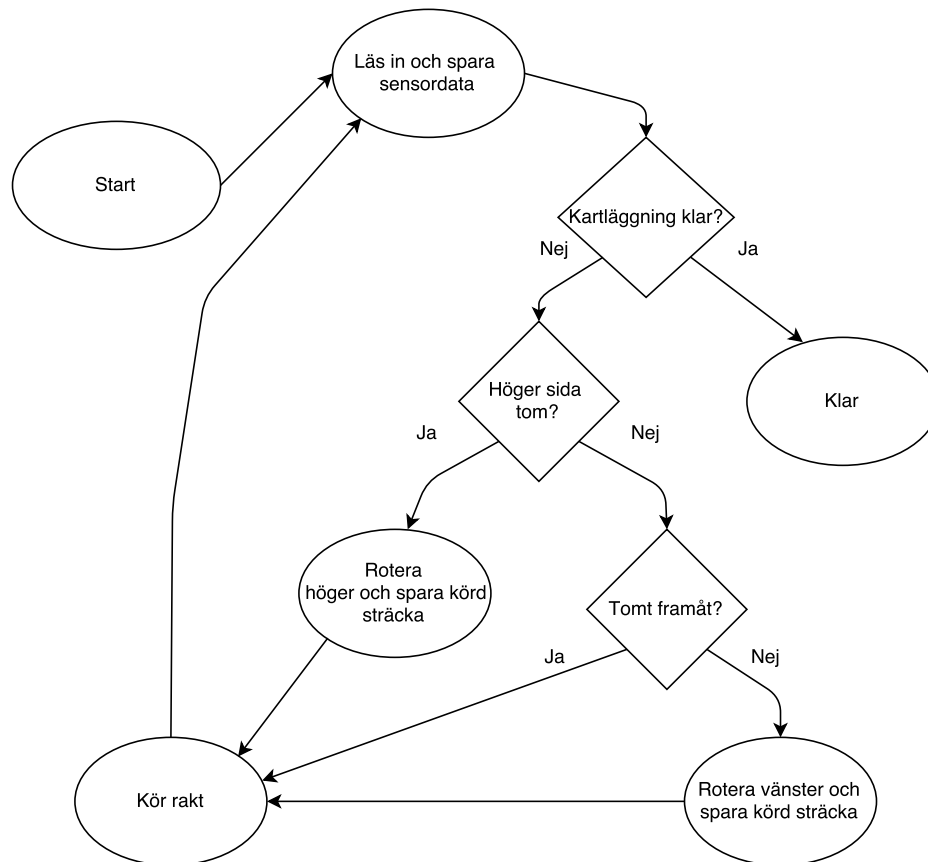 Läs in och spara
sensordata
Start
Kartläggning klar?
Nej
Ja
Höger sida
tom?
Klar
Ja
Nej
Rotera
höger och spara körd
sträcka
Tomt framåt?
Ja
Nej
Kör rakt
Rotera vänster och
spara körd sträcka